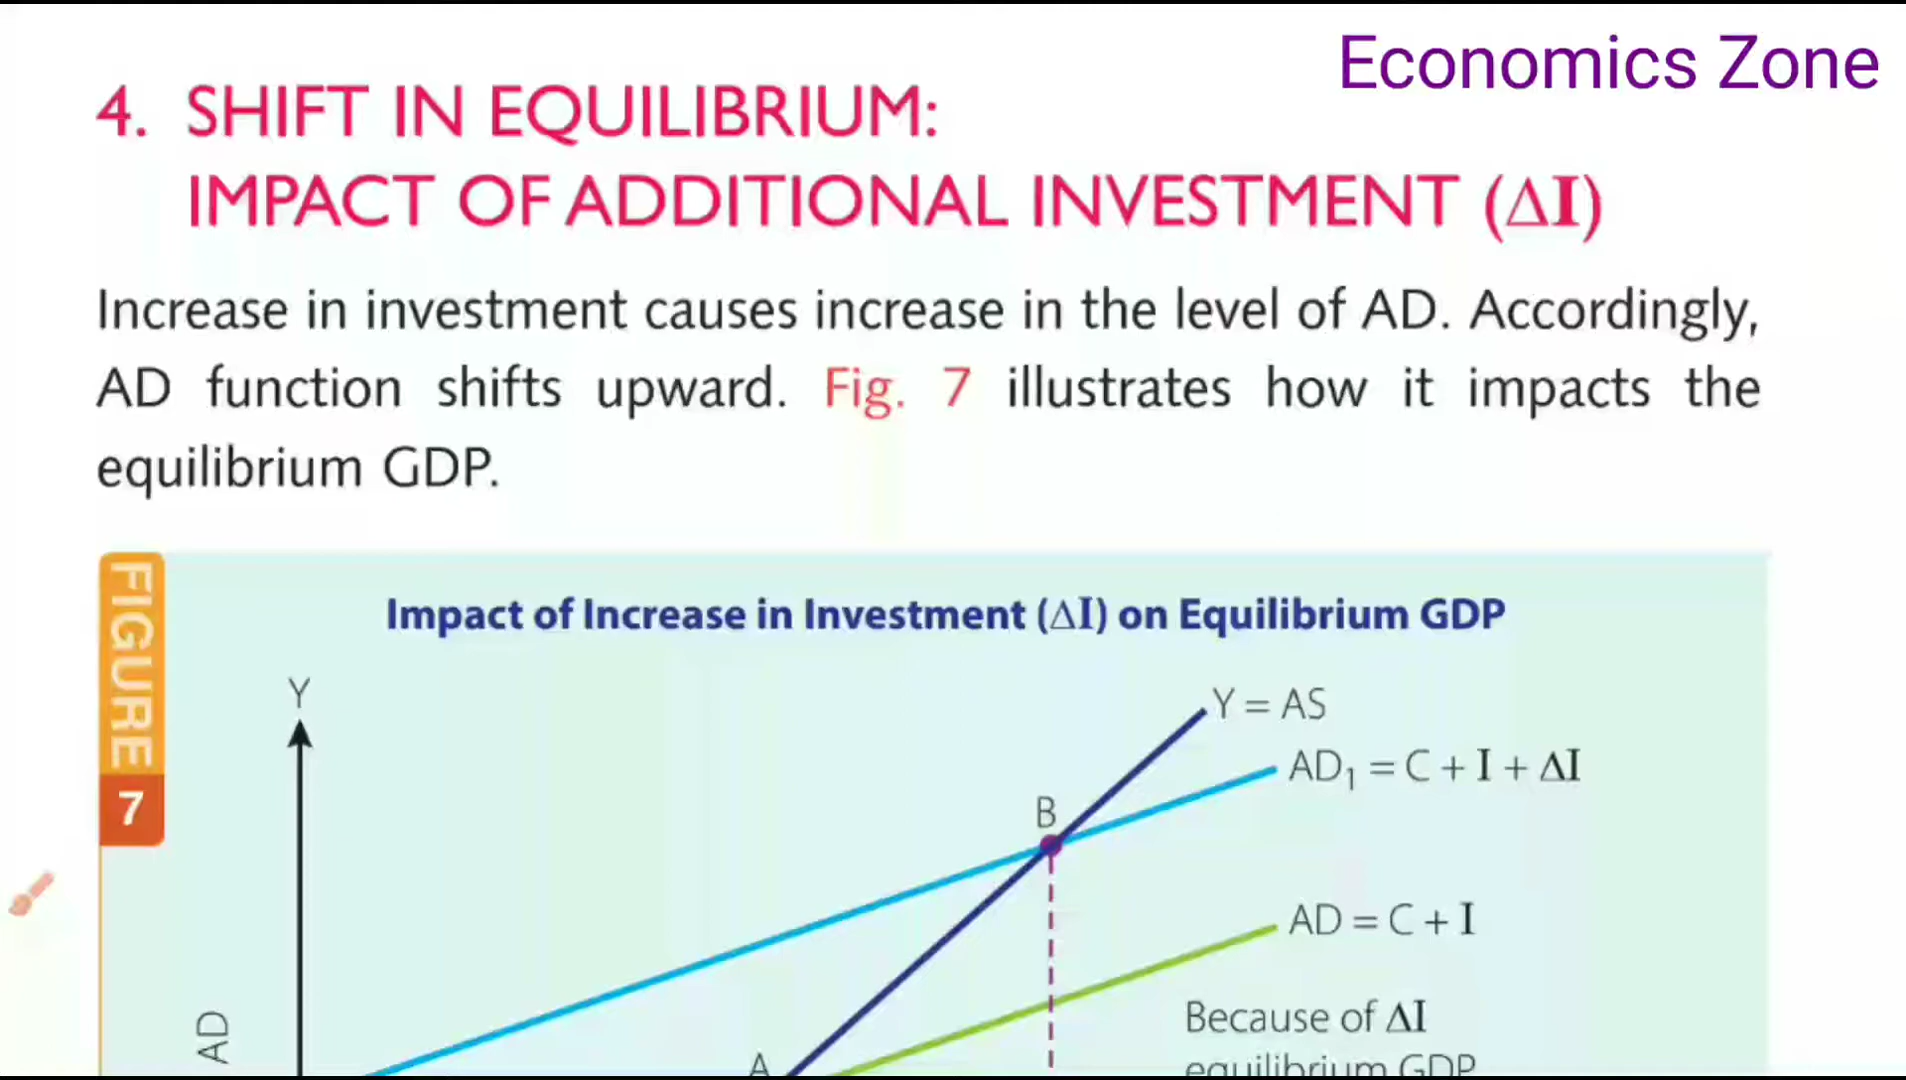 Economics Zone
4. SHIFT IN EQUILIBRIUM:
IMPACT OF ADDITIONAL INVESTMENT (ΔI)
Increase in investment causes increase in the level of AD. Accordingly,
AD function shifts upward. Fig. 7 illustrates how it impacts the
equilibrium GDP.
FIGURE
7
Impact of Increase in Investment (ΔI) on Equilibrium GDP
Y
Y = AS
AD₁ = C + I + ΔI
B
AD = C + I
AD
A
Because of ΔI
equilibrium GDP